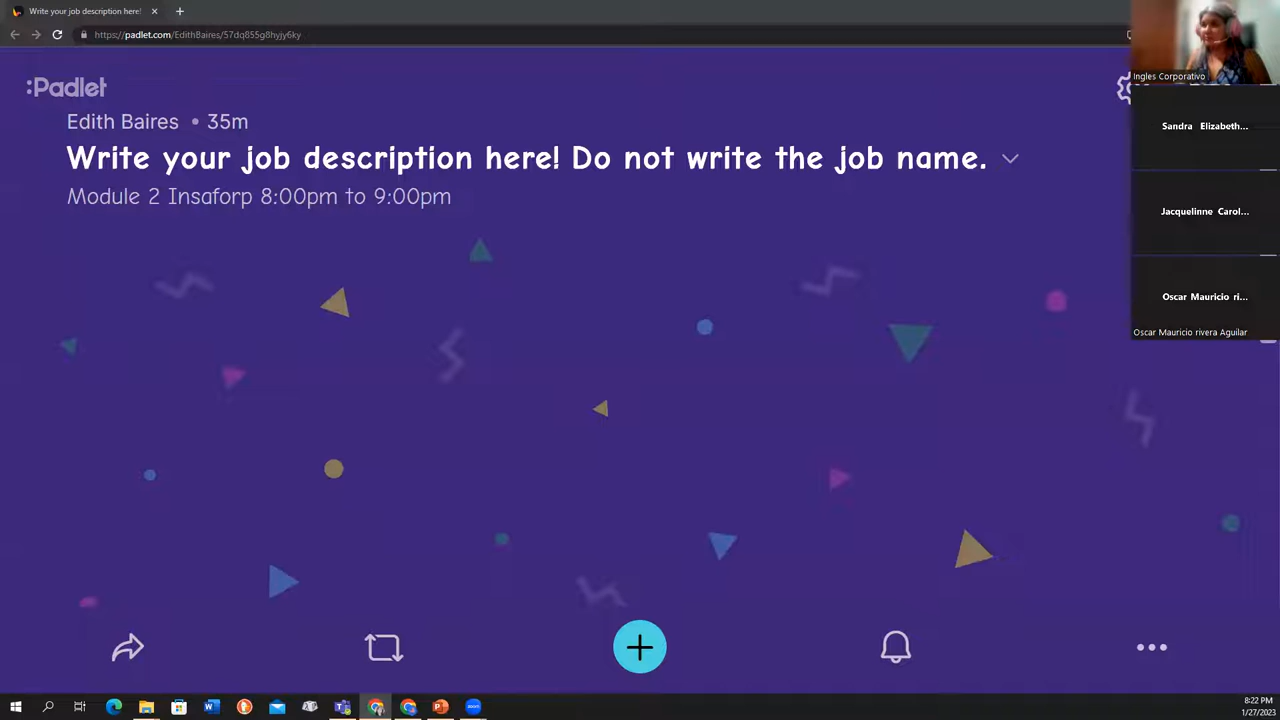 Write your job description here!
https://padlet.com/EdithBaires/57dq855g8hyjy6ky
:Padlet
Edith Baires • 35m
Write your job description here! Do not write the job name.
Module 2 Insaforp 8:00pm to 9:00pm
Ingles Corporativo
Sandra Elizabeth...
Jacquelinne Carol...
Oscar Mauricio ri...
Oscar Mauricio rivera Aguilar
8:22 PM
1/27/2023